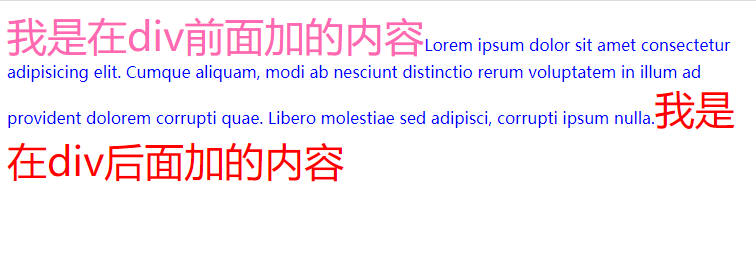 我是在div前面加的内容Lorem ipsum dolor sit amet consectetur
adipisicing elit. Cumque aliquam, modi ab nesciunt distinctio rerum voluptatem in illum ad
provident dolorem corrupti quae. Libero molestiae sed adipisci, corrupti ipsum nulla.我是
在div后面加的内容